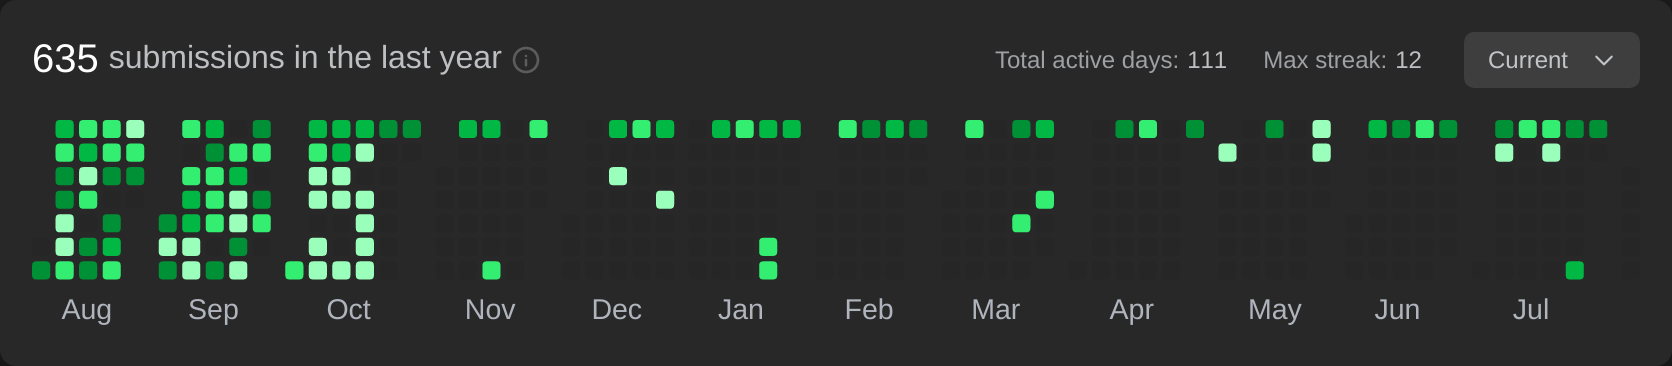 635 submissions in the last year
Total active days: 111 Max streak: 12 Current
Aug Sep Oct Nov Dec Jan Feb Mar Apr May Jun Jul